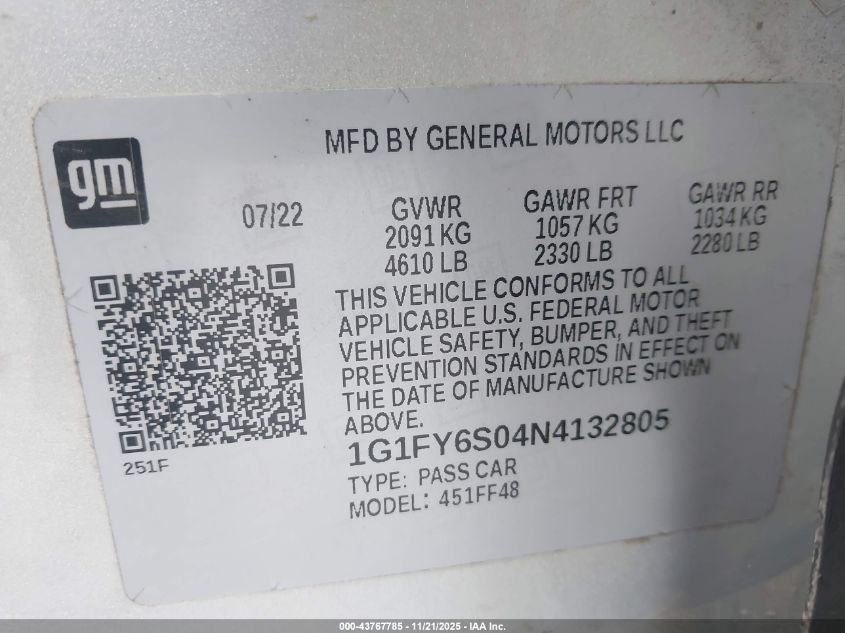 gm
MFD BY GENERAL MOTORS LLC
07/22
GVWR
2091 KG
4610 LB
GAWR FRT
1057 KG
2330 LB
GAWR RR
1034 KG
2280 LB
THIS VEHICLE CONFORMS TO ALL
APPLICABLE U.S. FEDERAL MOTOR
VEHICLE SAFETY, BUMPER, AND THEFT
PREVENTION STANDARDS IN EFFECT ON
THE DATE OF MANUFACTURE SHOWN
ABOVE.
1G1FY6S04N4132805
TYPE: PASS CAR
MODEL: 451FF48
251F
000-43767785 - 11/21/2025 - IAA Inc.